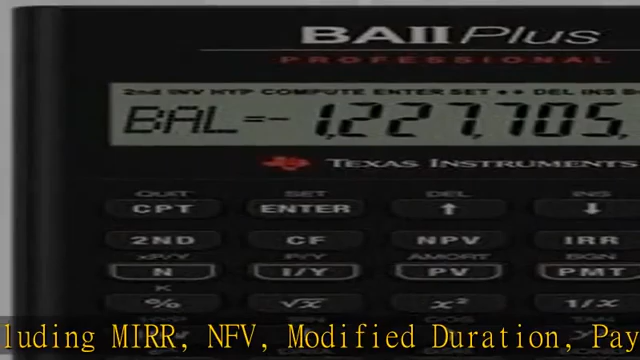 BAII Plus
PROFESSIONAL
2nd INV HYP COMPUTE ENTER SET DEL INS
BAL=-1,227,705,
TEXAS INSTRUMENTS
QUIT SET DEL INS
CPT ENTER ↑ ↓
2ND CF NPV IRR
xP/Y P/Y AMORT BGN
N I/Y PV PMT
K
% √x x² 1/x
luding MIRR, NFV, Modified Duration, Pay